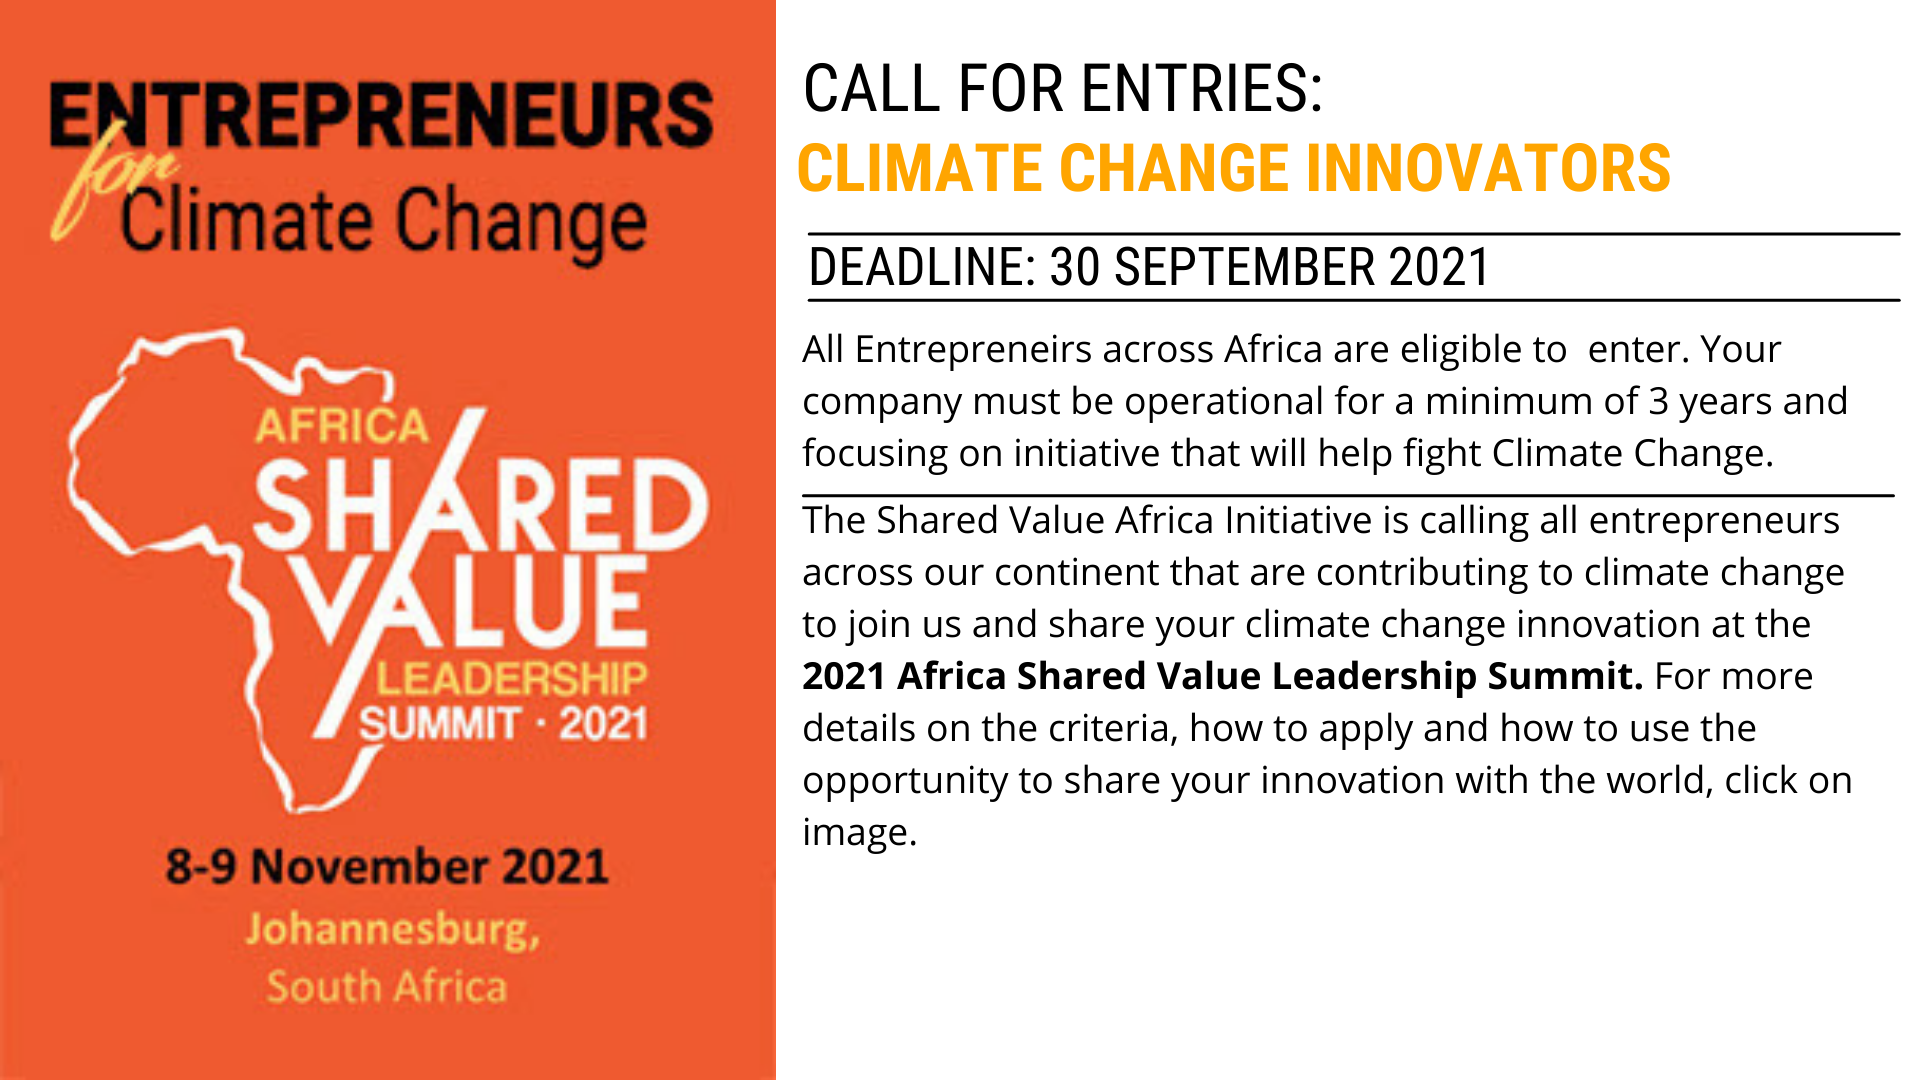 ENTREPRENEURS
for
Climate Change
AFRICA
SHARED
VALUE
LEADERSHIP
SUMMIT · 2021
8-9 November 2021
Johannesburg,
South Africa
CALL FOR ENTRIES:
CLIMATE CHANGE INNOVATORS
DEADLINE: 30 SEPTEMBER 2021
All Entrepreneirs across Africa are eligible to  enter. Your
company must be operational for a minimum of 3 years and
focusing on initiative that will help fight Climate Change.
The Shared Value Africa Initiative is calling all entrepreneurs
across our continent that are contributing to climate change
to join us and share your climate change innovation at the
2021 Africa Shared Value Leadership Summit. For more
details on the criteria, how to apply and how to use the
opportunity to share your innovation with the world, click on
image.